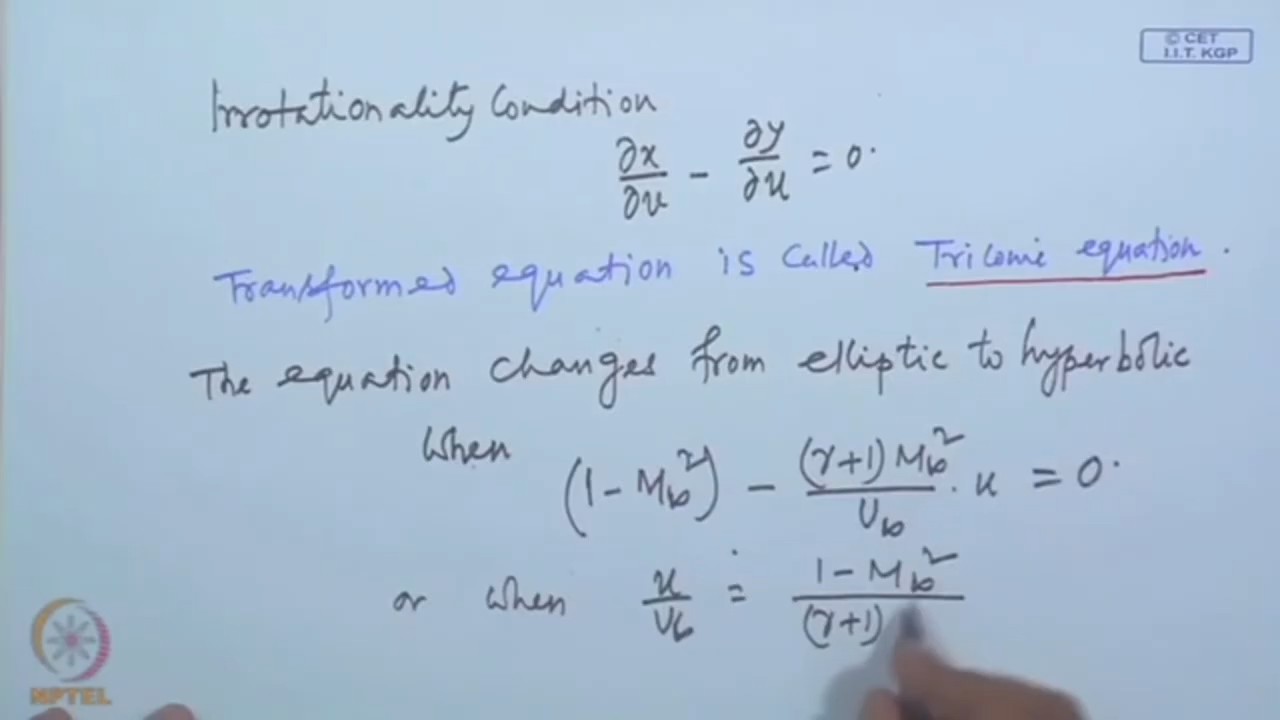 © CET
I.I.T. KGP
Irrotationality Condition
∂x/∂v - ∂y/∂u = 0.
Transformed equation is called Tricomi equation.
The equation changes from elliptic to hyperbolic
When (1 - M∞²) - (γ+1) M∞²/U∞ . u = 0.
or when u/U∞ = 1 - M∞²/(γ+1)
NPTEL